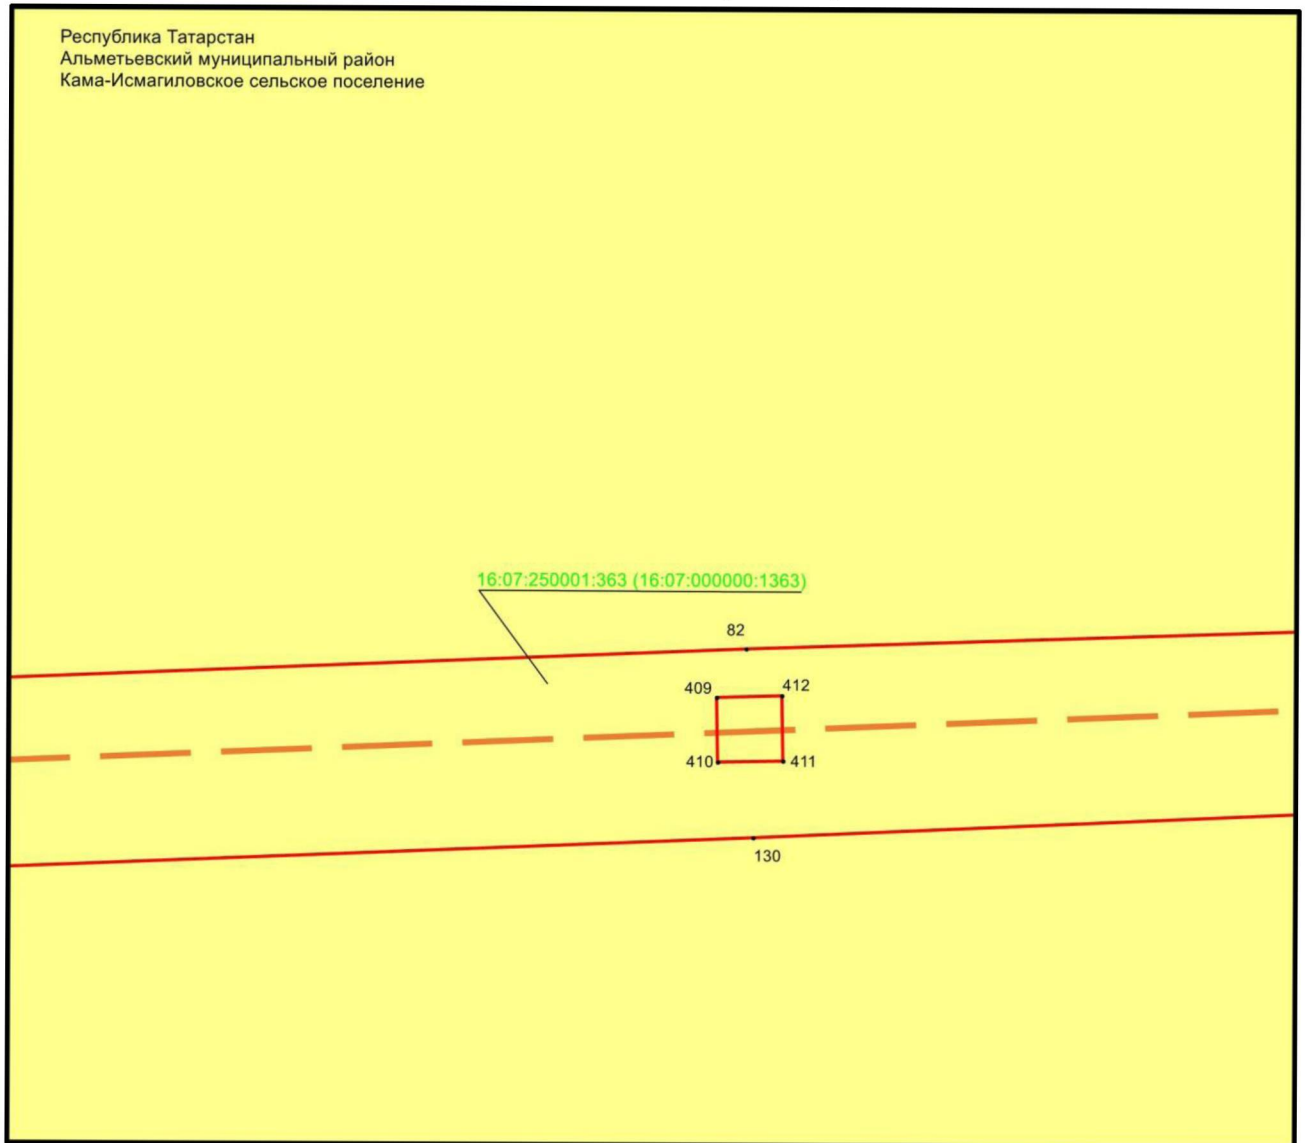 Республика Татарстан
Альметьевский муниципальный район
Кама-Исмагиловское сельское поселение
16:07:250001:363 (16:07:000000:1363)
82
409
412
410
411
130